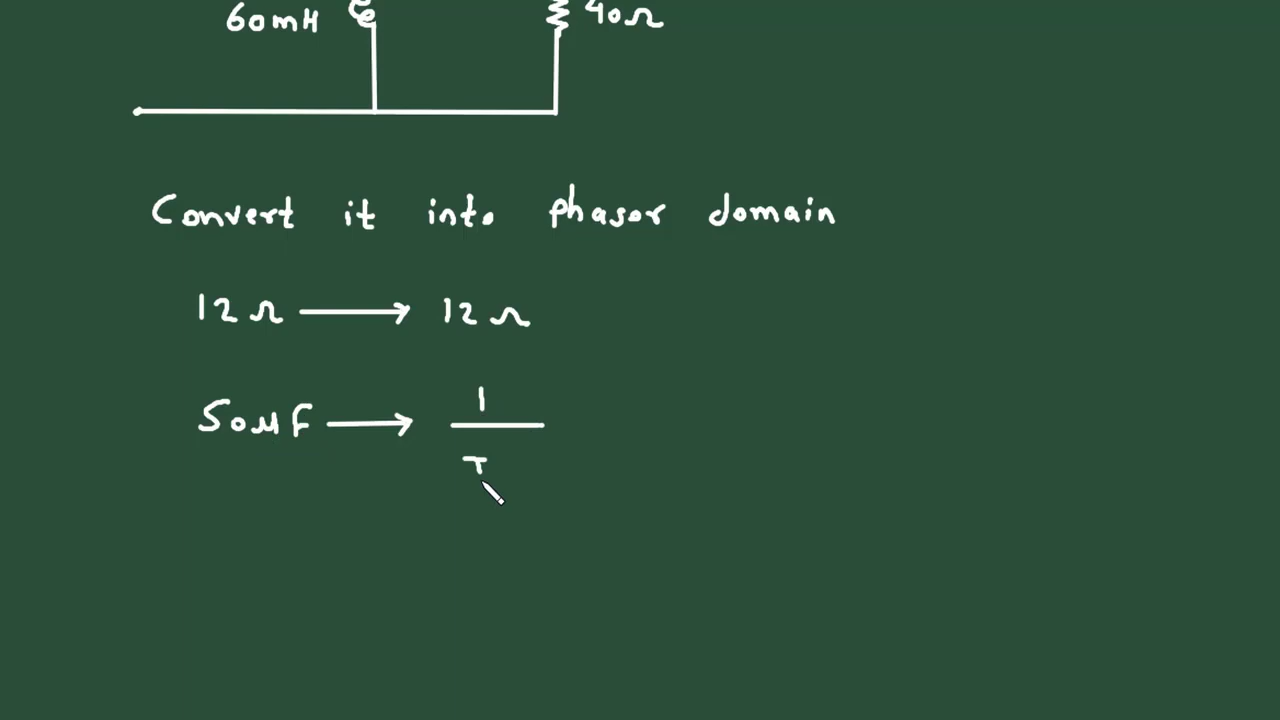 60mH 40Ω
Convert it into phasor domain
12Ω → 12Ω
50μF → 1
J